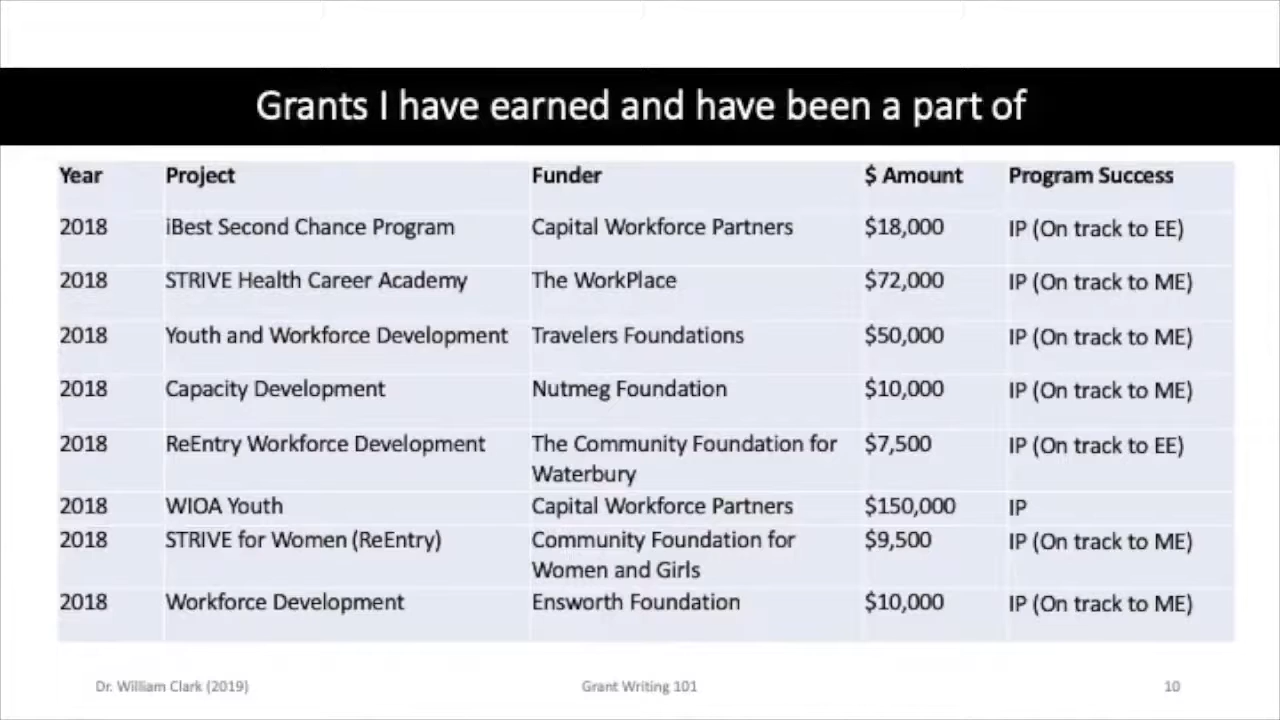 Grants I have earned and have been a part of
Year Project Funder $ Amount Program Success
2018 iBest Second Chance Program Capital Workforce Partners $18,000 IP (On track to EE)
2018 STRIVE Health Career Academy The WorkPlace $72,000 IP (On track to ME)
2018 Youth and Workforce Development Travelers Foundations $50,000 IP (On track to ME)
2018 Capacity Development Nutmeg Foundation $10,000 IP (On track to ME)
2018 ReEntry Workforce Development The Community Foundation for $7,500 IP (On track to EE)
Waterbury
2018 WIOA Youth Capital Workforce Partners $150,000 IP
2018 STRIVE for Women (ReEntry) Community Foundation for $9,500 IP (On track to ME)
Women and Girls
2018 Workforce Development Ensworth Foundation $10,000 IP (On track to ME)
Dr. William Clark (2019) Grant Writing 101 10